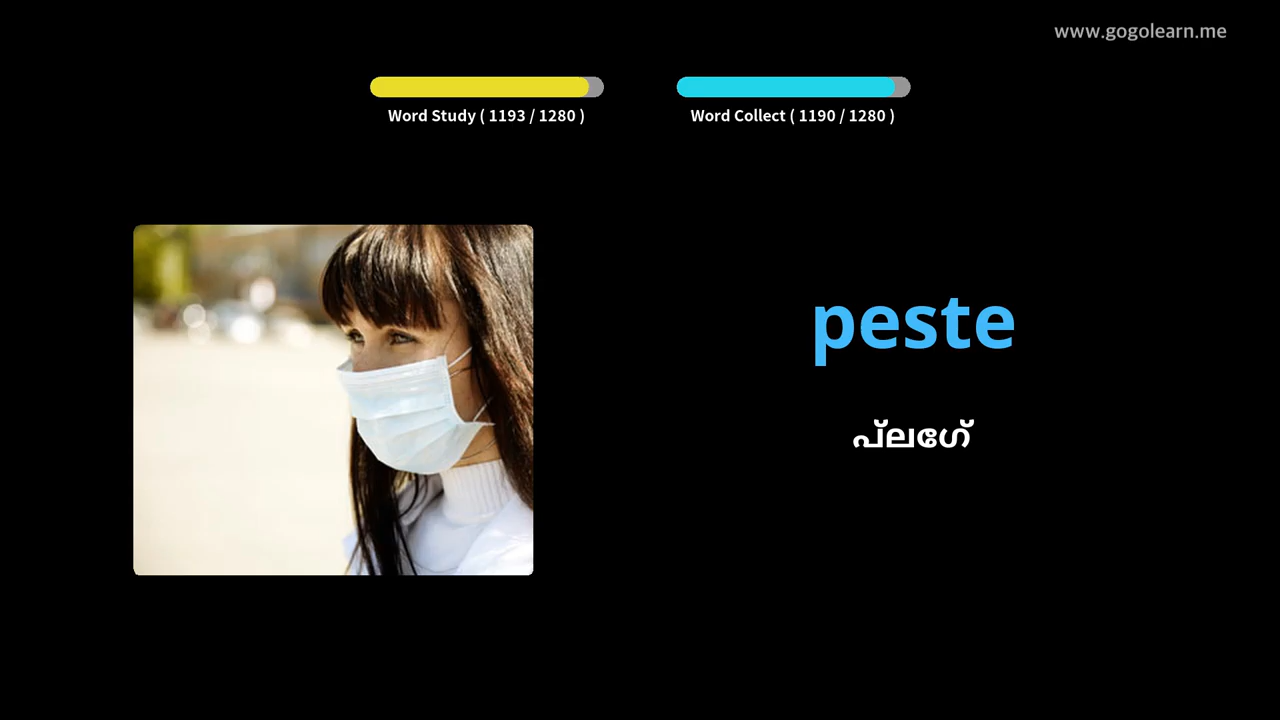 www.gogolearn.me
Word Study ( 1193 / 1280 )
Word Collect ( 1190 / 1280 )
peste
പ്ലഗേ്